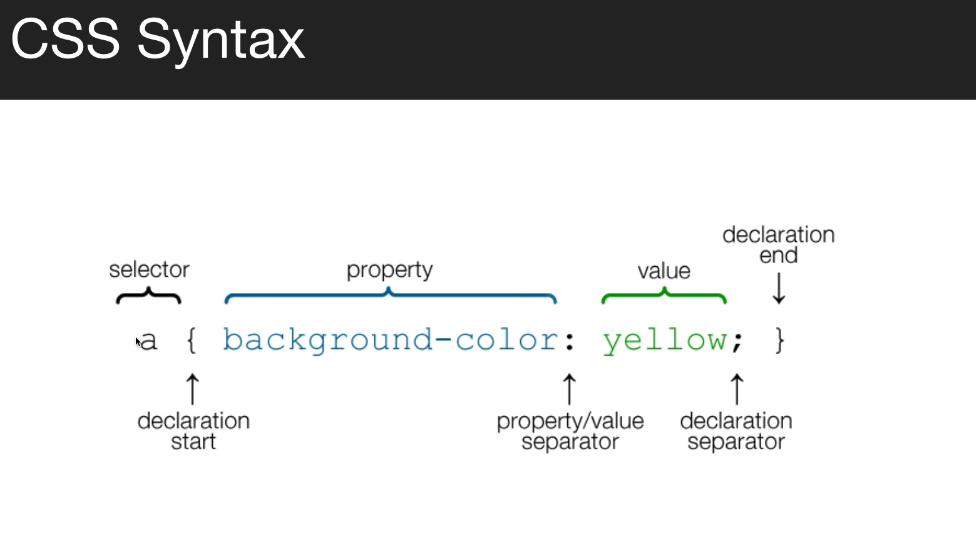 CSS Syntax
declaration
end
selector
property
value
a { background-color: yellow; }
declaration
start
property/value
separator
declaration
separator